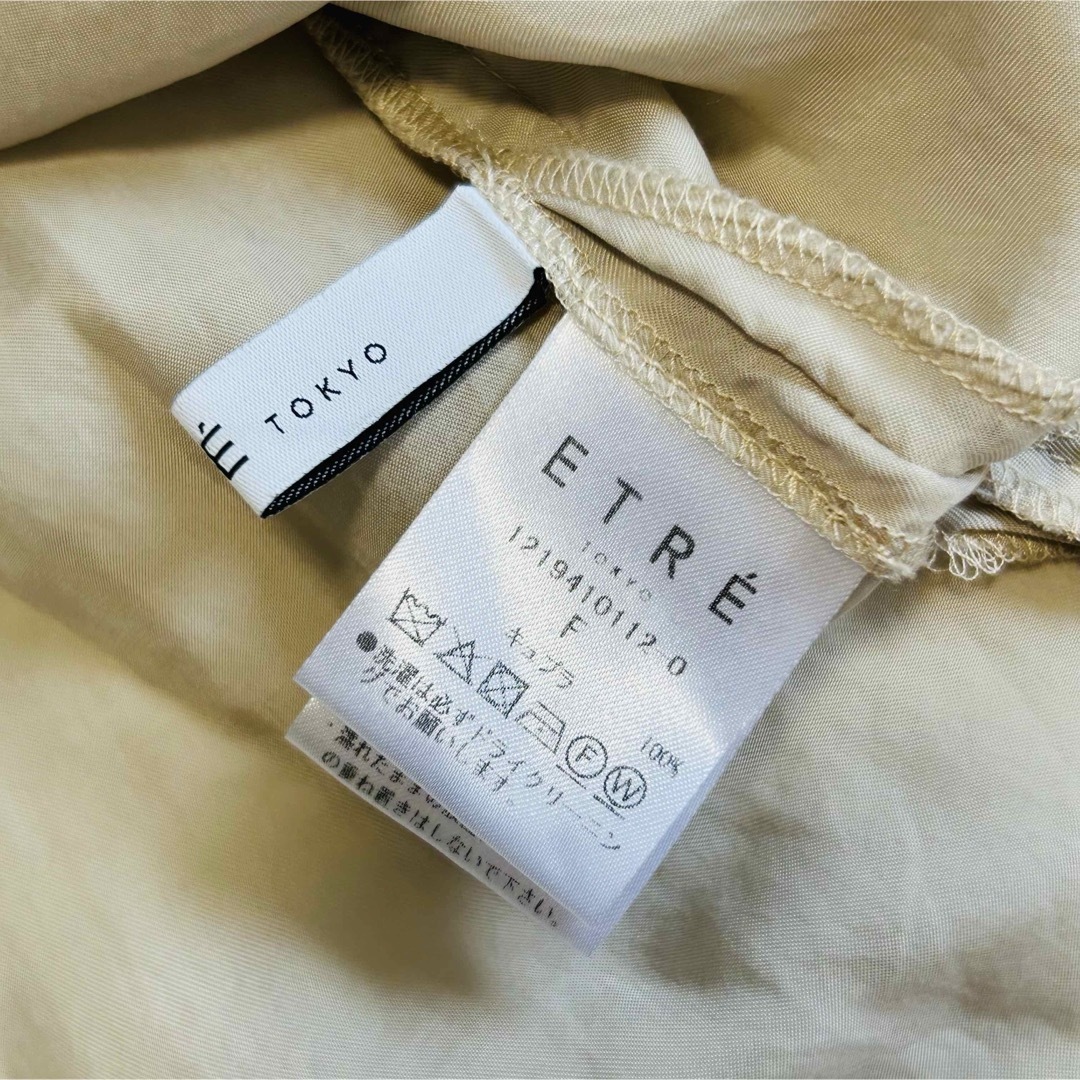 TOKYO
ETRÉ
TOKYO
1219410112-0
F
キュプラ 100%
F W
●洗濯は必ずドライクリーニン
グでお願いします。
・濡れたまま
の重ね置きはしないで下さい。